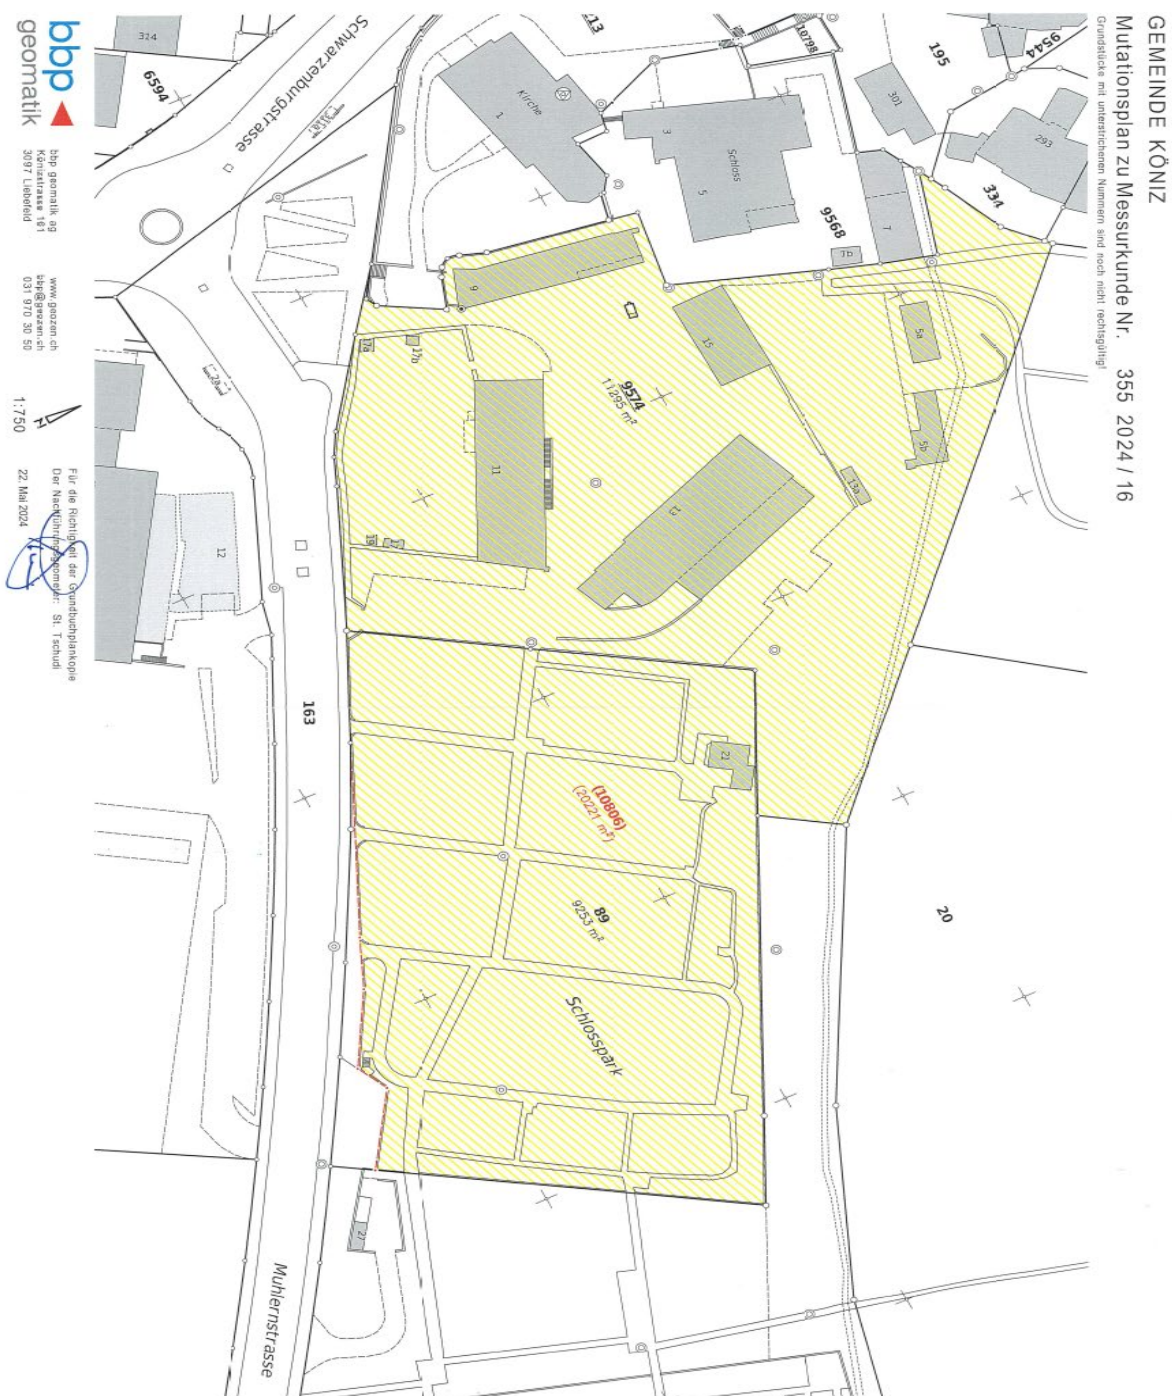 GEMEINDE KÖNIZ
Mutationsplan zu Messurkunde Nr. 355 2024 / 16
Grundstücke mit unterstrichenen Nummern sind noch nicht rechtsgültig!
9544
195
10798
213
301
293
334
Kirche
1
3
Schloss
5
9568
7
7a
324
6594
Schwarzenburgstrasse
9
15
5a
5b
17a
17b
9574
11295 m²
11
13a
19
2a
12
163
21
(10806)
(20221 m²)
89
9253 m²
20
Schlosspark
27
Muhlernstrasse
bbp
geomatik
bbp geomatik ag
Könizstrasse 161
3097 Liebefeld
www.geozen.ch
bbp@geozen.ch
031 970 30 50
1:750
N
Für die Richtigkeit der Grundbuchplankopie
Der Nachführungsgeometer: St. Tschudi
22. Mai 2024